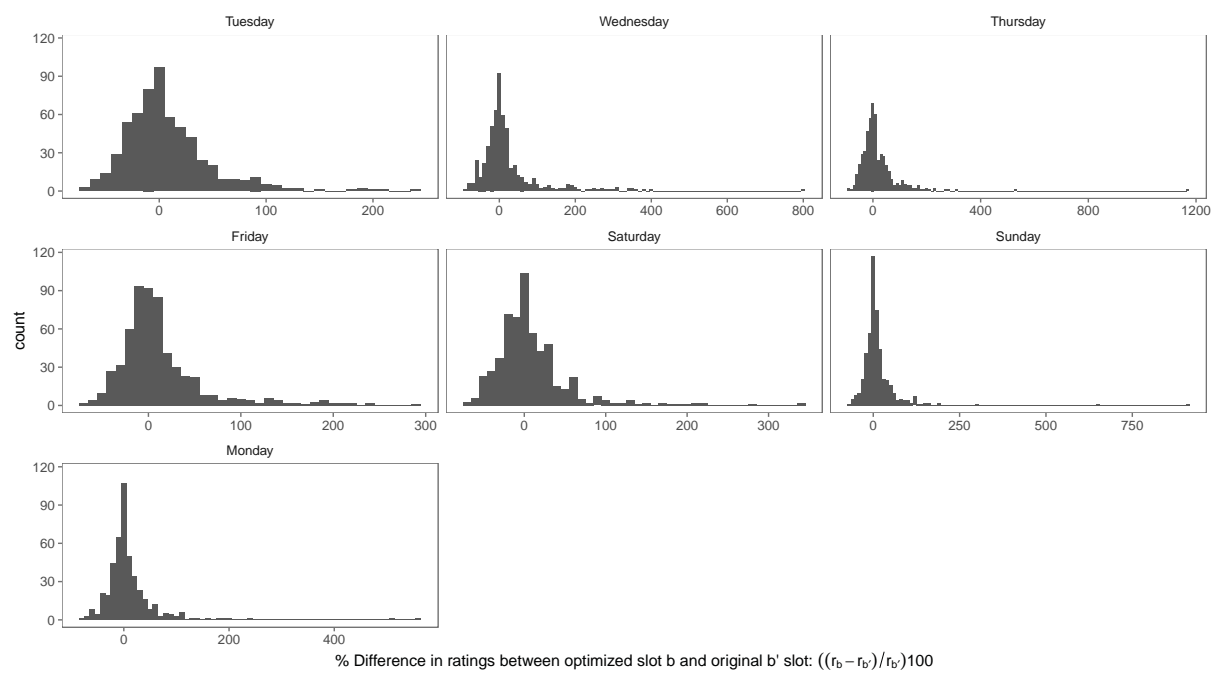 Tuesday Wednesday Thursday
120
90
60
30
0
0 100 200 0 200 400 600 800 0 400 800 1200
Friday Saturday Sunday
120
90
60
30
0
0 100 200 300 0 100 200 300 0 250 500 750
count
Monday
120
90
60
30
0
0 200 400
% Difference in ratings between optimized slot b and original b' slot: ((r_b − r_b′)/r_b′)100